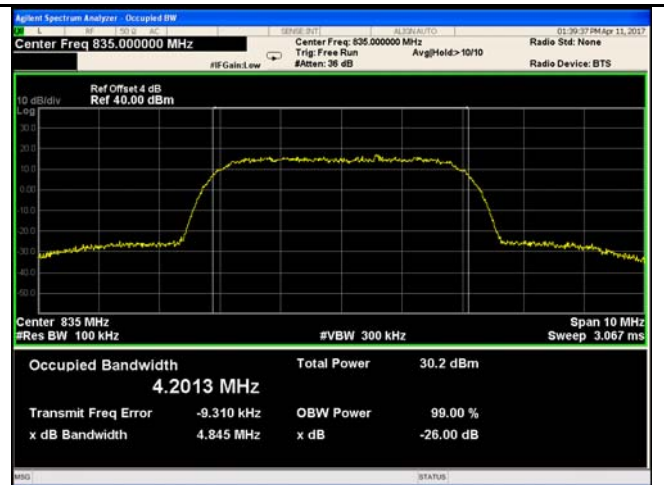 Agilent Spectrum Analyzer - Occupied BW
L RF 50 Ω AC SENSE:INT ALIGNAUTO 01:39:37 PM Apr 11, 2017
Center Freq 835.000000 MHz Center Freq: 835.000000 MHz Radio Std: None
Trig: Free Run Avg|Hold:>10/10
#IFGain:Low #Atten: 36 dB Radio Device: BTS
Ref Offset 4 dB
10 dB/div Ref 40.00 dBm
Log
30.0
20.0
10.0
0.00
-10.0
-20.0
-30.0
-40.0
-50.0
Center 835 MHz Span 10 MHz
#Res BW 100 kHz #VBW 300 kHz Sweep 3.067 ms
Occupied Bandwidth Total Power 30.2 dBm
4.2013 MHz
Transmit Freq Error -9.310 kHz OBW Power 99.00 %
x dB Bandwidth 4.845 MHz x dB -26.00 dB
MSG STATUS